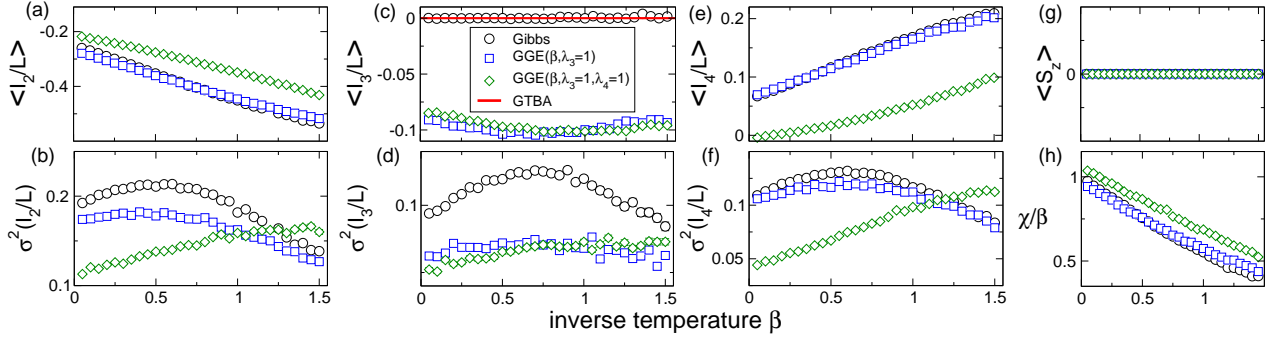 (a) (c) (e) (g)
<I2/L> <I3/L> <I4/L> <Sz>
-0.2
-0.4
0
-0.05
-0.1
Gibbs
GGE(β,λ3=1)
GGE(β,λ3=1,λ4=1)
GTBA
0.2
0.1
0
0
(b) (d) (f) (h)
σ2(I2/L) σ2(I3/L) σ2(I4/L) χ/β
0.2
0.1
0.1
0.1
0.05
1
0.5
0 0.5 1 1.5 0 0.5 1 1.5 0 0.5 1 1.5 0 1
inverse temperature β